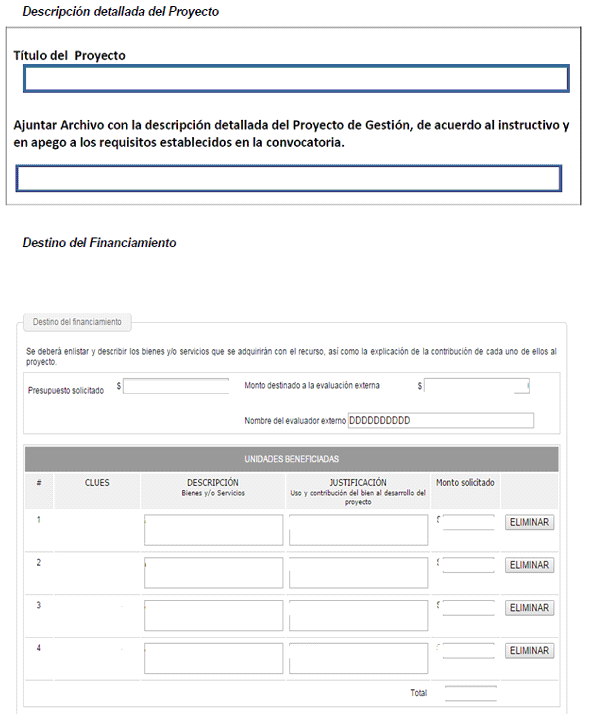 Descripción detallada del Proyecto
Título del Proyecto
Ajuntar Archivo con la descripción detallada del Proyecto de Gestión, de acuerdo al instructivo y
en apego a los requisitos establecidos en la convocatoria.
Destino del Financiamiento
Destino del financiamiento
Se deberá enlistar y describir los bienes y/o servicios que se adquirirán con el recurso, así como la explicación de la contribución de cada uno de ellos al
proyecto.
Presupuesto solicitado $ Monto destinado a la evaluación externa $
Nombre del evaluador externo DDDDDDDDDD
UNIDADES BENEFICIADAS
# CLUES DESCRIPCIÓN JUSTIFICACIÓN Monto solicitado
Bienes y/o Servicios Uso y contribución del bien al desarrollo del
proyecto
1 $ ELIMINAR
2 $ ELIMINAR
3 $ ELIMINAR
4 ELIMINAR
Total